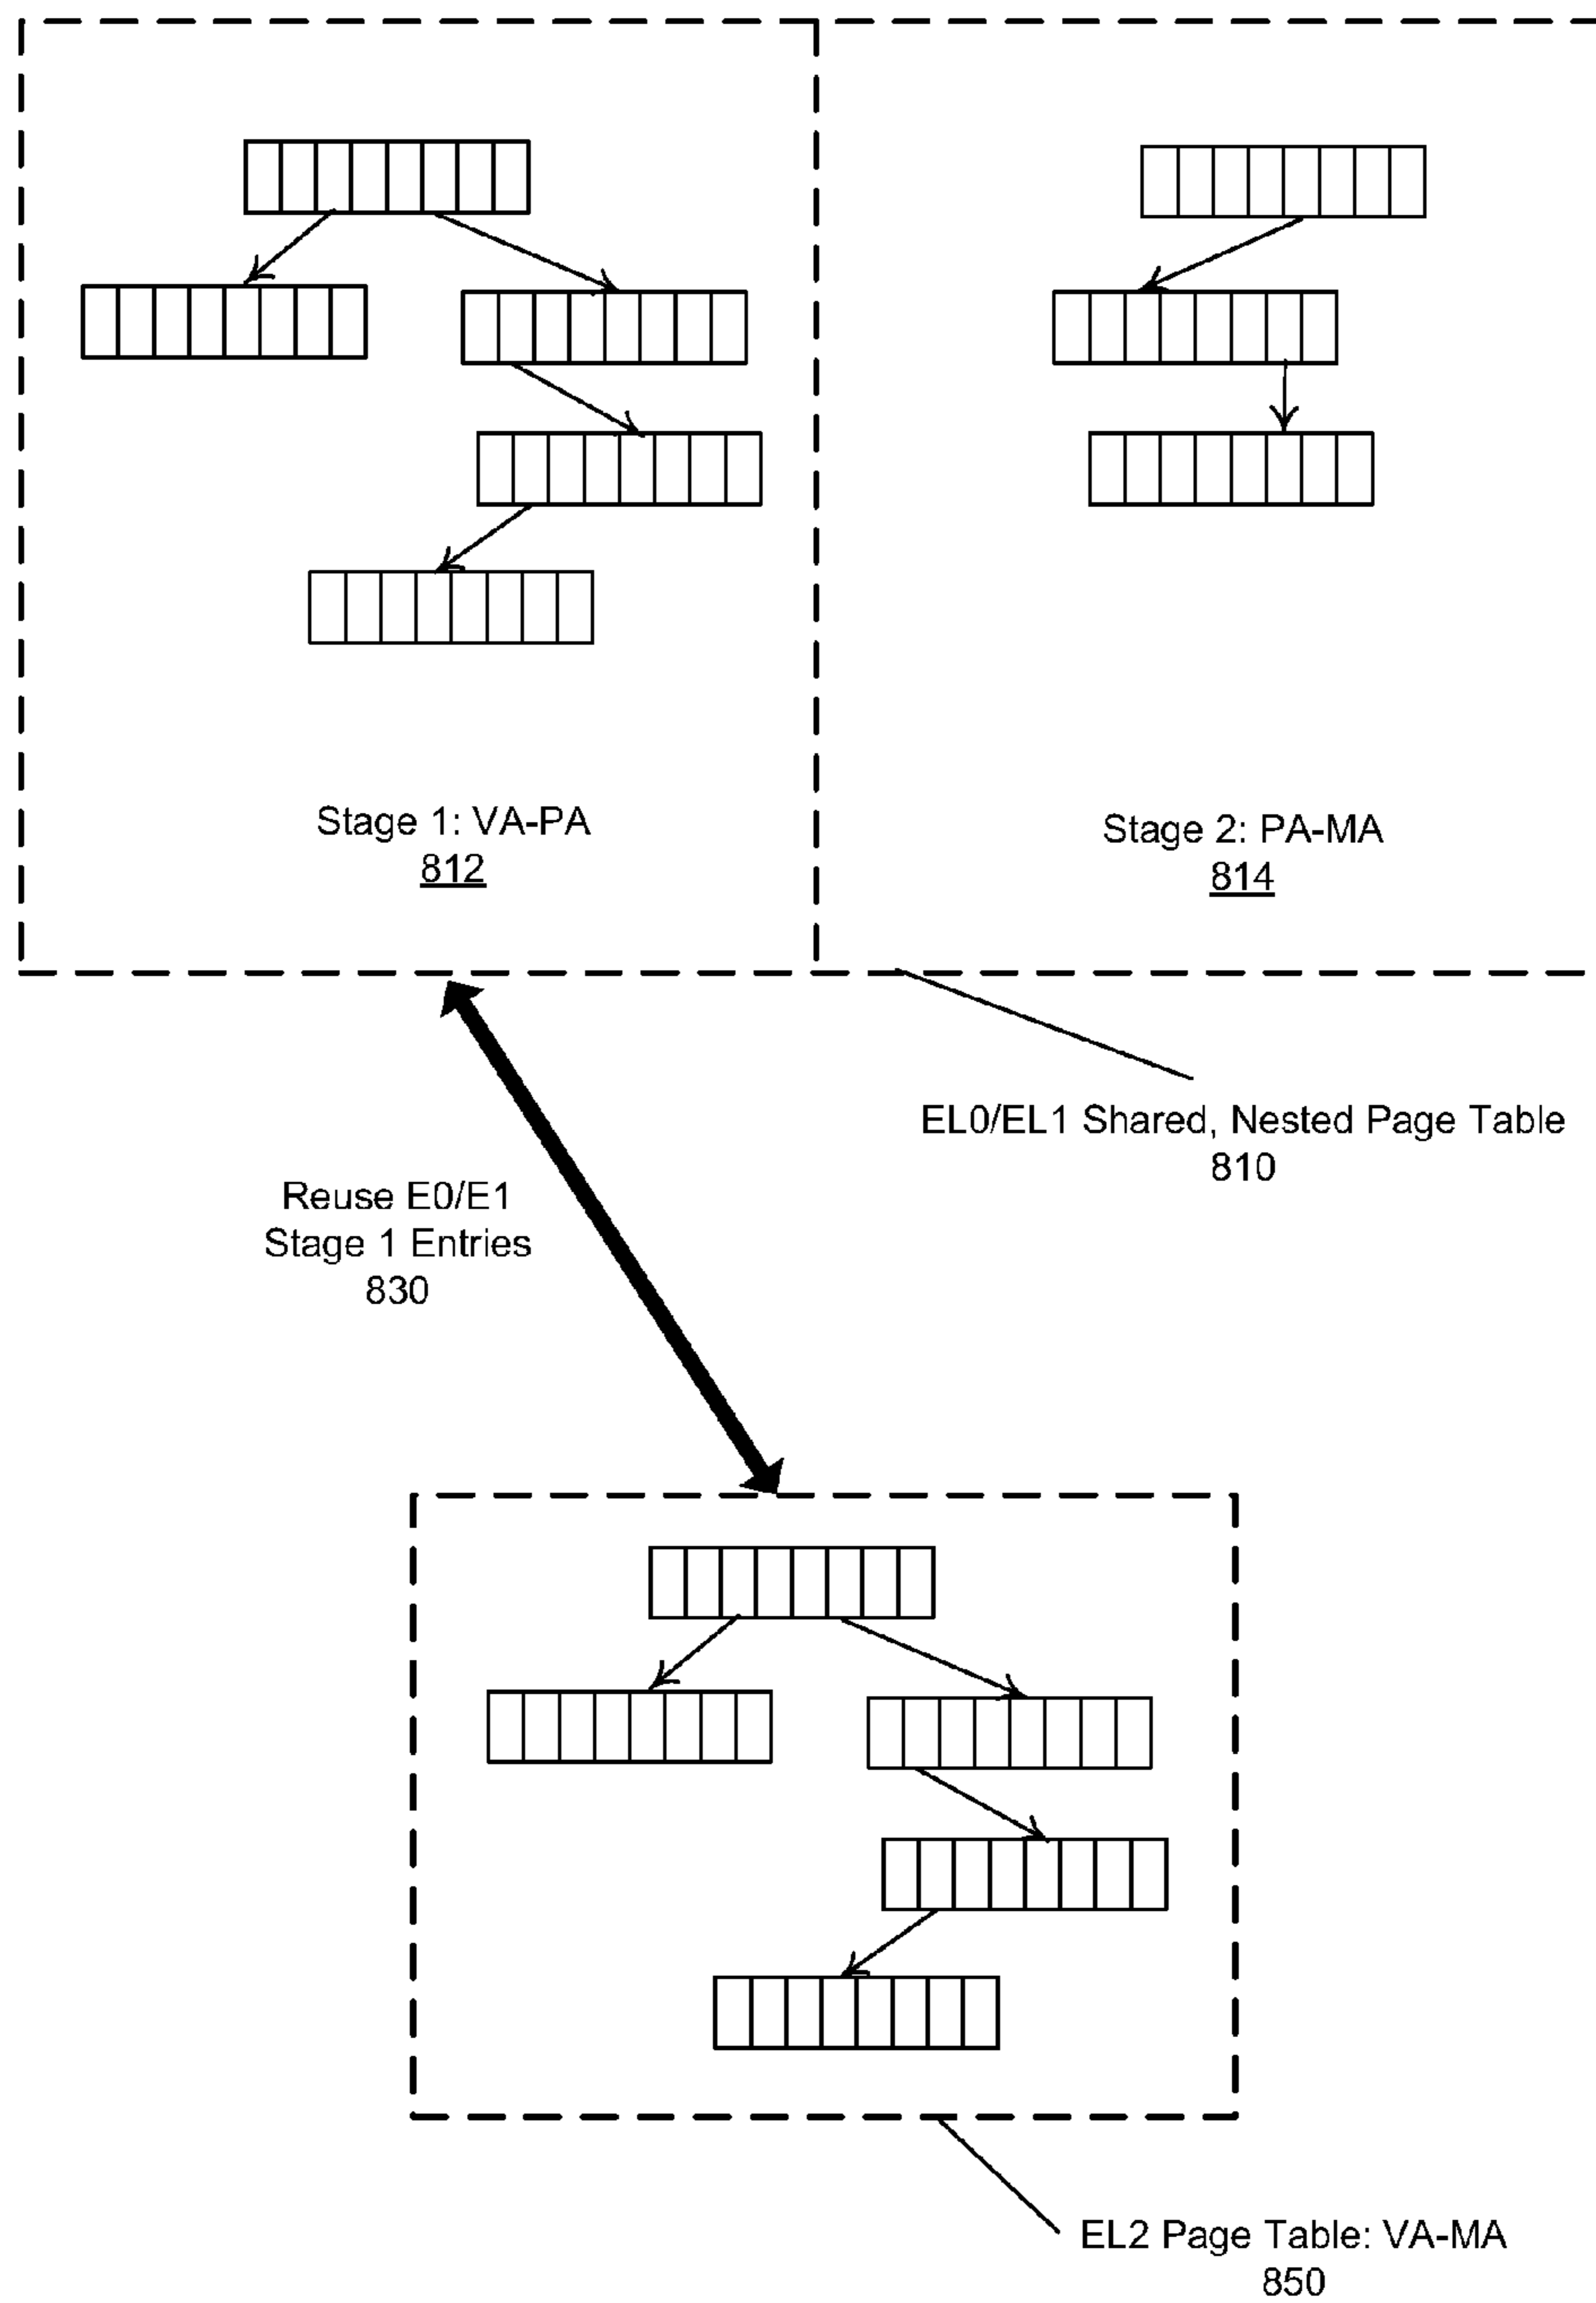 Stage 1: VA-PA
812
Stage 2: PA-MA
814
EL0/EL1 Shared, Nested Page Table
810
Reuse E0/E1
Stage 1 Entries
830
EL2 Page Table: VA-MA
850